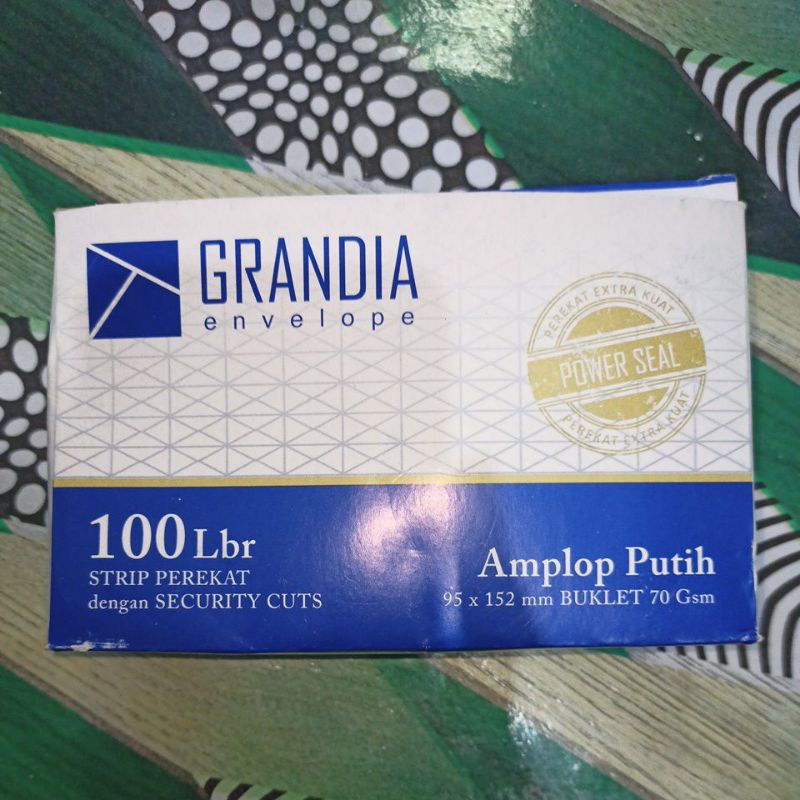 GRANDIA
envelope
PEREKAT EXTRA KUAT
POWER SEAL
PEREKAT EXTRA KUAT
100 Lbr
STRIP PEREKAT
dengan SECURITY CUTS
Amplop Putih
95 x 152 mm BUKLET 70 Gsm